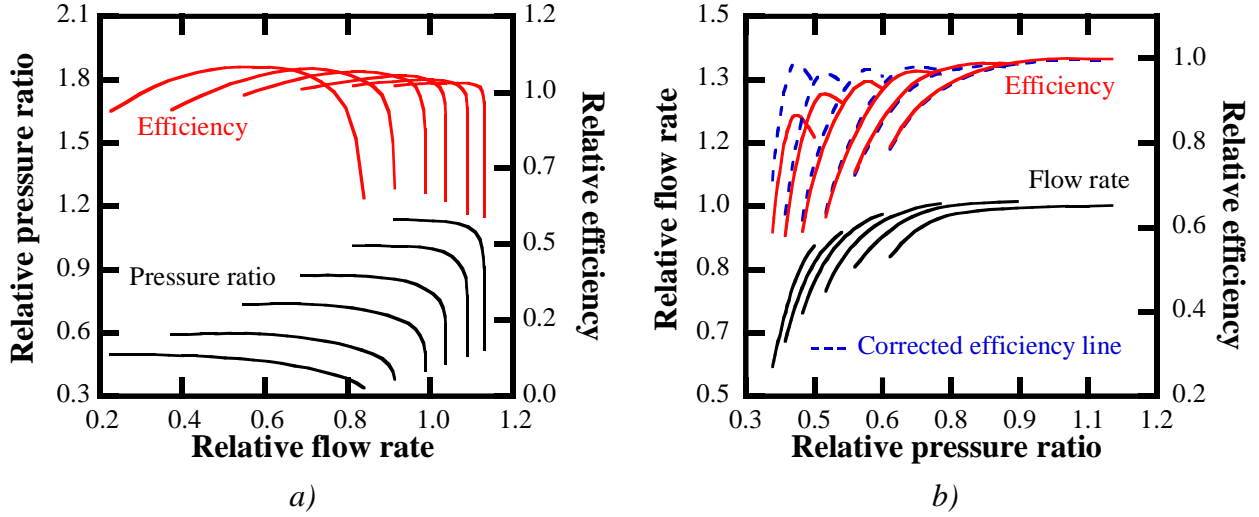 2.1
1.8
1.5
1.2
0.9
0.6
0.3
Relative pressure ratio
1.2
1.0
0.7
0.5
0.2
0.0
Relative efficiency
Efficiency
Pressure ratio
0.2 0.4 0.6 0.8 1.0 1.2
Relative flow rate
a)
1.5
1.3
1.2
1.0
0.8
0.7
0.5
Relative flow rate
1.0
0.8
0.6
0.4
0.2
Relative efficiency
Efficiency
Flow rate
Corrected efficiency line
0.3 0.5 0.6 0.8 0.9 1.1 1.2
Relative pressure ratio
b)